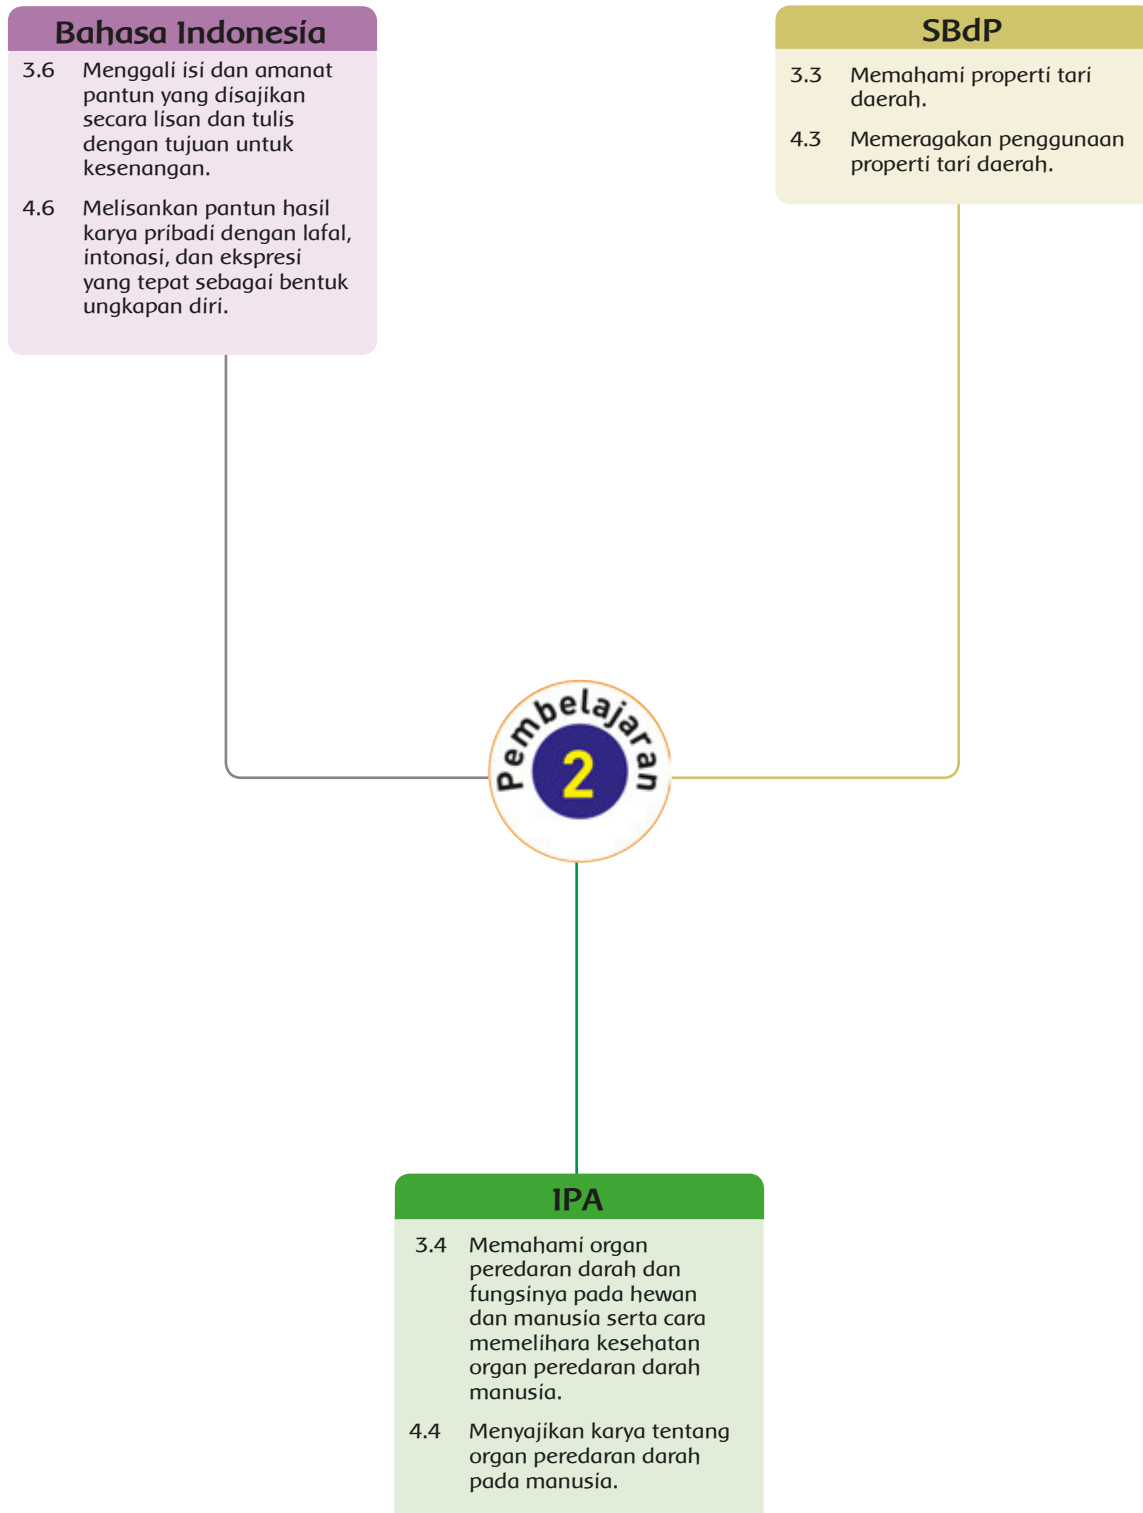 Bahasa Indonesia
3.6 Menggali isi dan amanat
pantun yang disajikan
secara lisan dan tulis
dengan tujuan untuk
kesenangan.
4.6 Melisankan pantun hasil
karya pribadi dengan lafal,
intonasi, dan ekspresi
yang tepat sebagai bentuk
ungkapan diri.
SBdP
3.3 Memahami properti tari
daerah.
4.3 Memeragakan penggunaan
properti tari daerah.
Pembelajaran
2
IPA
3.4 Memahami organ
peredaran darah dan
fungsinya pada hewan
dan manusia serta cara
memelihara kesehatan
organ peredaran darah
manusia.
4.4 Menyajikan karya tentang
organ peredaran darah
pada manusia.